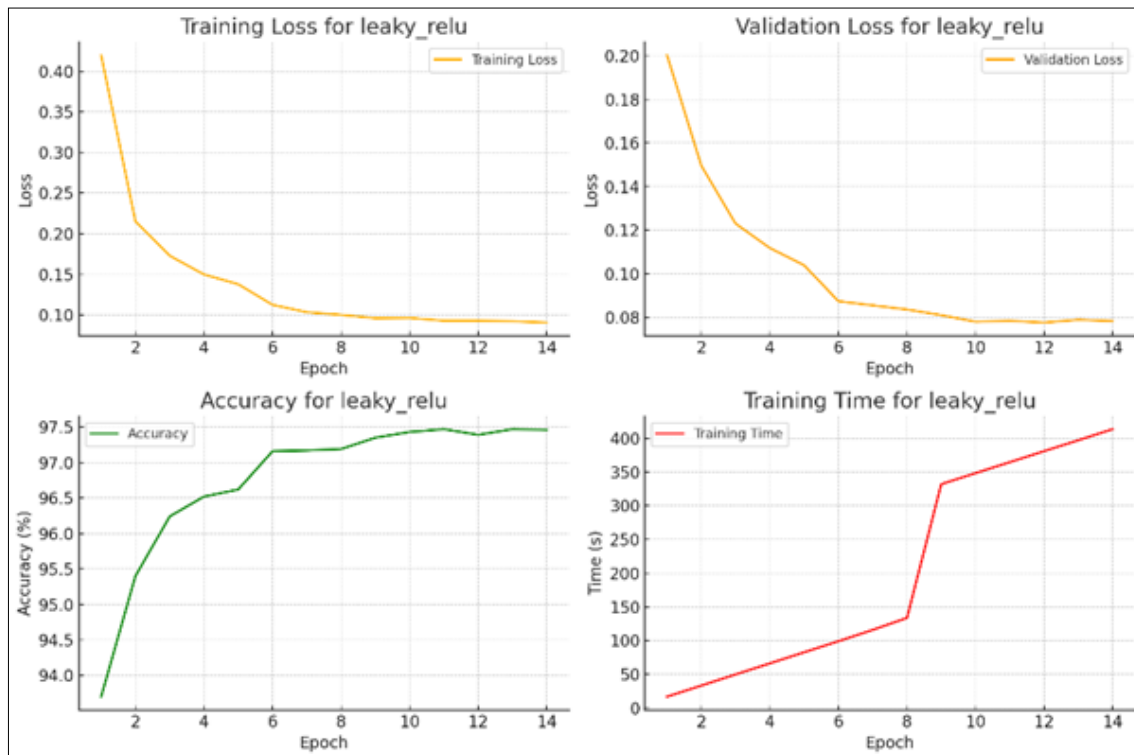 Training Loss for leaky_relu
Training Loss
0.40
0.35
0.30
0.25
0.20
0.15
0.10
Loss
2 4 6 8 10 12 14
Epoch
Validation Loss for leaky_relu
Validation Loss
0.20
0.18
0.16
0.14
0.12
0.10
0.08
Loss
2 4 6 8 10 12 14
Epoch
Accuracy for leaky_relu
Accuracy
97.5
97.0
96.5
96.0
95.5
95.0
94.5
94.0
Accuracy (%)
2 4 6 8 10 12 14
Epoch
Training Time for leaky_relu
Training Time
400
350
300
250
200
150
100
50
0
Time (s)
2 4 6 8 10 12 14
Epoch